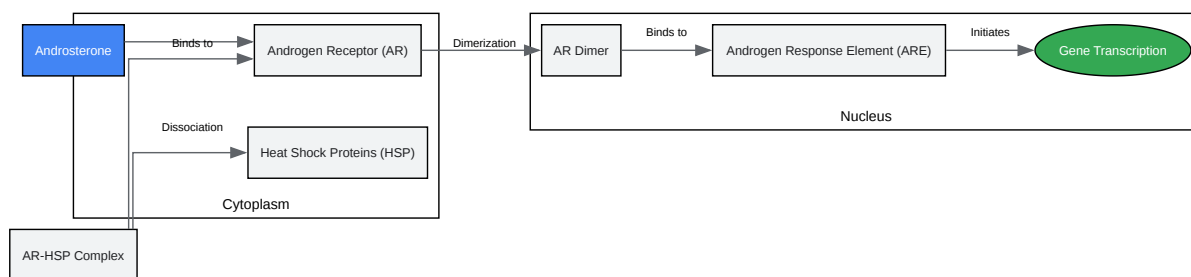 Androsterone
Binds to
Androgen Receptor (AR)
Dimerization
AR Dimer
Binds to
Androgen Response Element (ARE)
Initiates
Gene Transcription
Nucleus
Dissociation
Heat Shock Proteins (HSP)
Cytoplasm
AR-HSP Complex